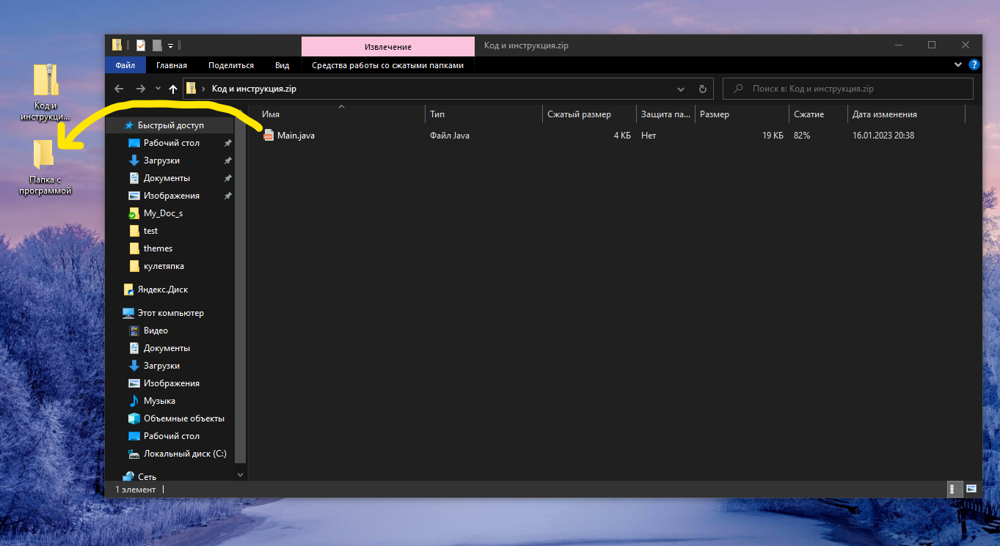 Извлечение
Код и инструкция.zip
Файл
Главная
Поделиться
Вид
Средства работы со сжатыми папками
?
Код и инструкция.zip
Поиск в: Код и инструкция.zip
Код и
инструкци...
Папка с
программой
Имя
Тип
Сжатый размер
Защита па...
Размер
Сжатие
Дата изменения
Main.java
Файл Java
4 КБ
Нет
19 КБ
82%
16.01.2023 20:38
Быстрый доступ
Рабочий стол
Загрузки
Документы
Изображения
My_Doc_s
test
themes
кулетяпка
Яндекс.Диск
Этот компьютер
Видео
Документы
Загрузки
Изображения
Музыка
Объемные объекты
Рабочий стол
Локальный диск (C:)
Сеть
1 элемент